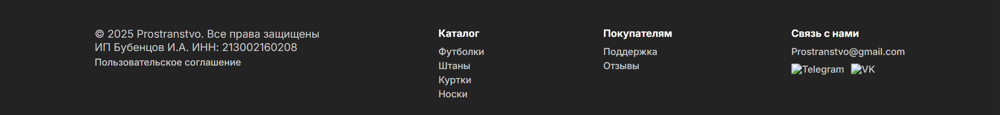 © 2025 Prostranstvo. Все права защищены
ИП Бубенцов И.А. ИНН: 213002160208
Пользовательское соглашение
Каталог
Футболки
Штаны
Куртки
Носки
Покупателям
Поддержка
Отзывы
Связь с нами
Prostranstvo@gmail.com
Telegram VK